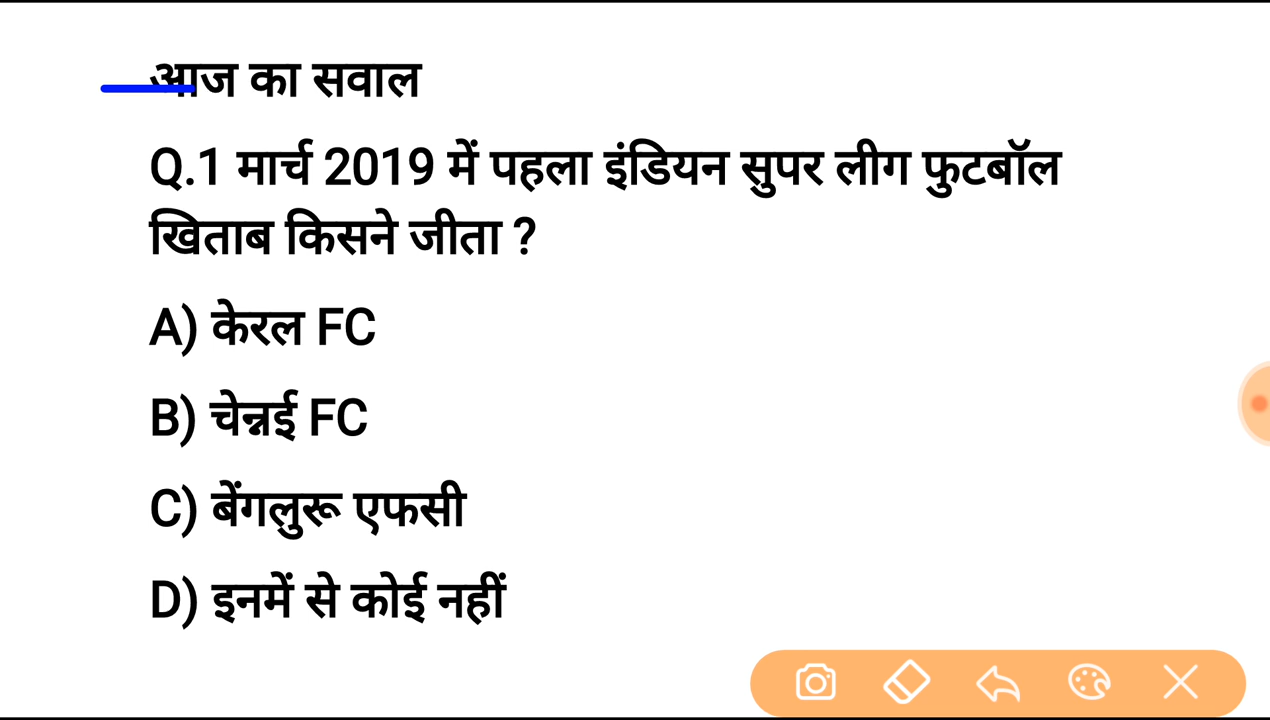 आज का सवाल
Q.1 मार्च 2019 में पहला इंडियन सुपर लीग फुटबॉल
खिताब किसने जीता ?
A) केरल FC
B) चेन्नई FC
C) बेंगलुरू एफसी
D) इनमें से कोई नहीं